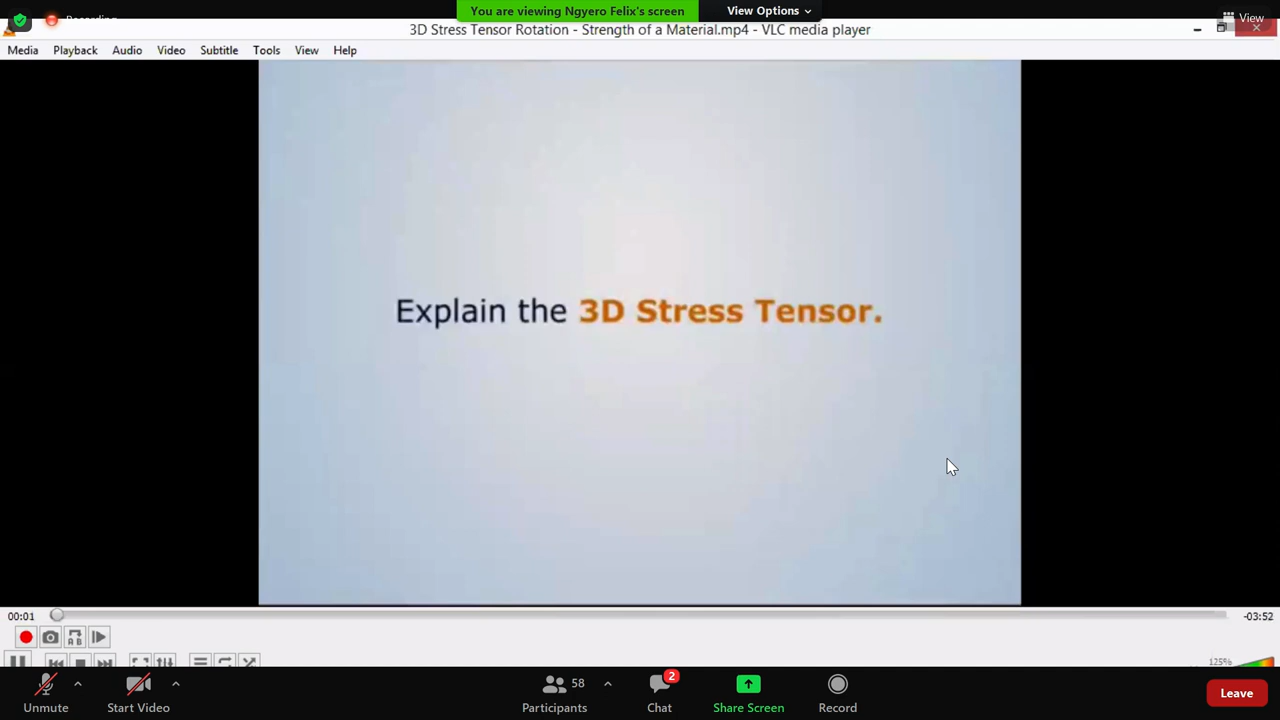 Recording
You are viewing Ngyero Felix's screen
View Options
View
3D Stress Tensor Rotation - Strength of a Material.mp4 - VLC media player
Media Playback Audio Video Subtitle Tools View Help
Explain the 3D Stress Tensor.
00:01
-03:52
125%
58
2
Unmute
Start Video
Participants
Chat
Share Screen
Record
Leave